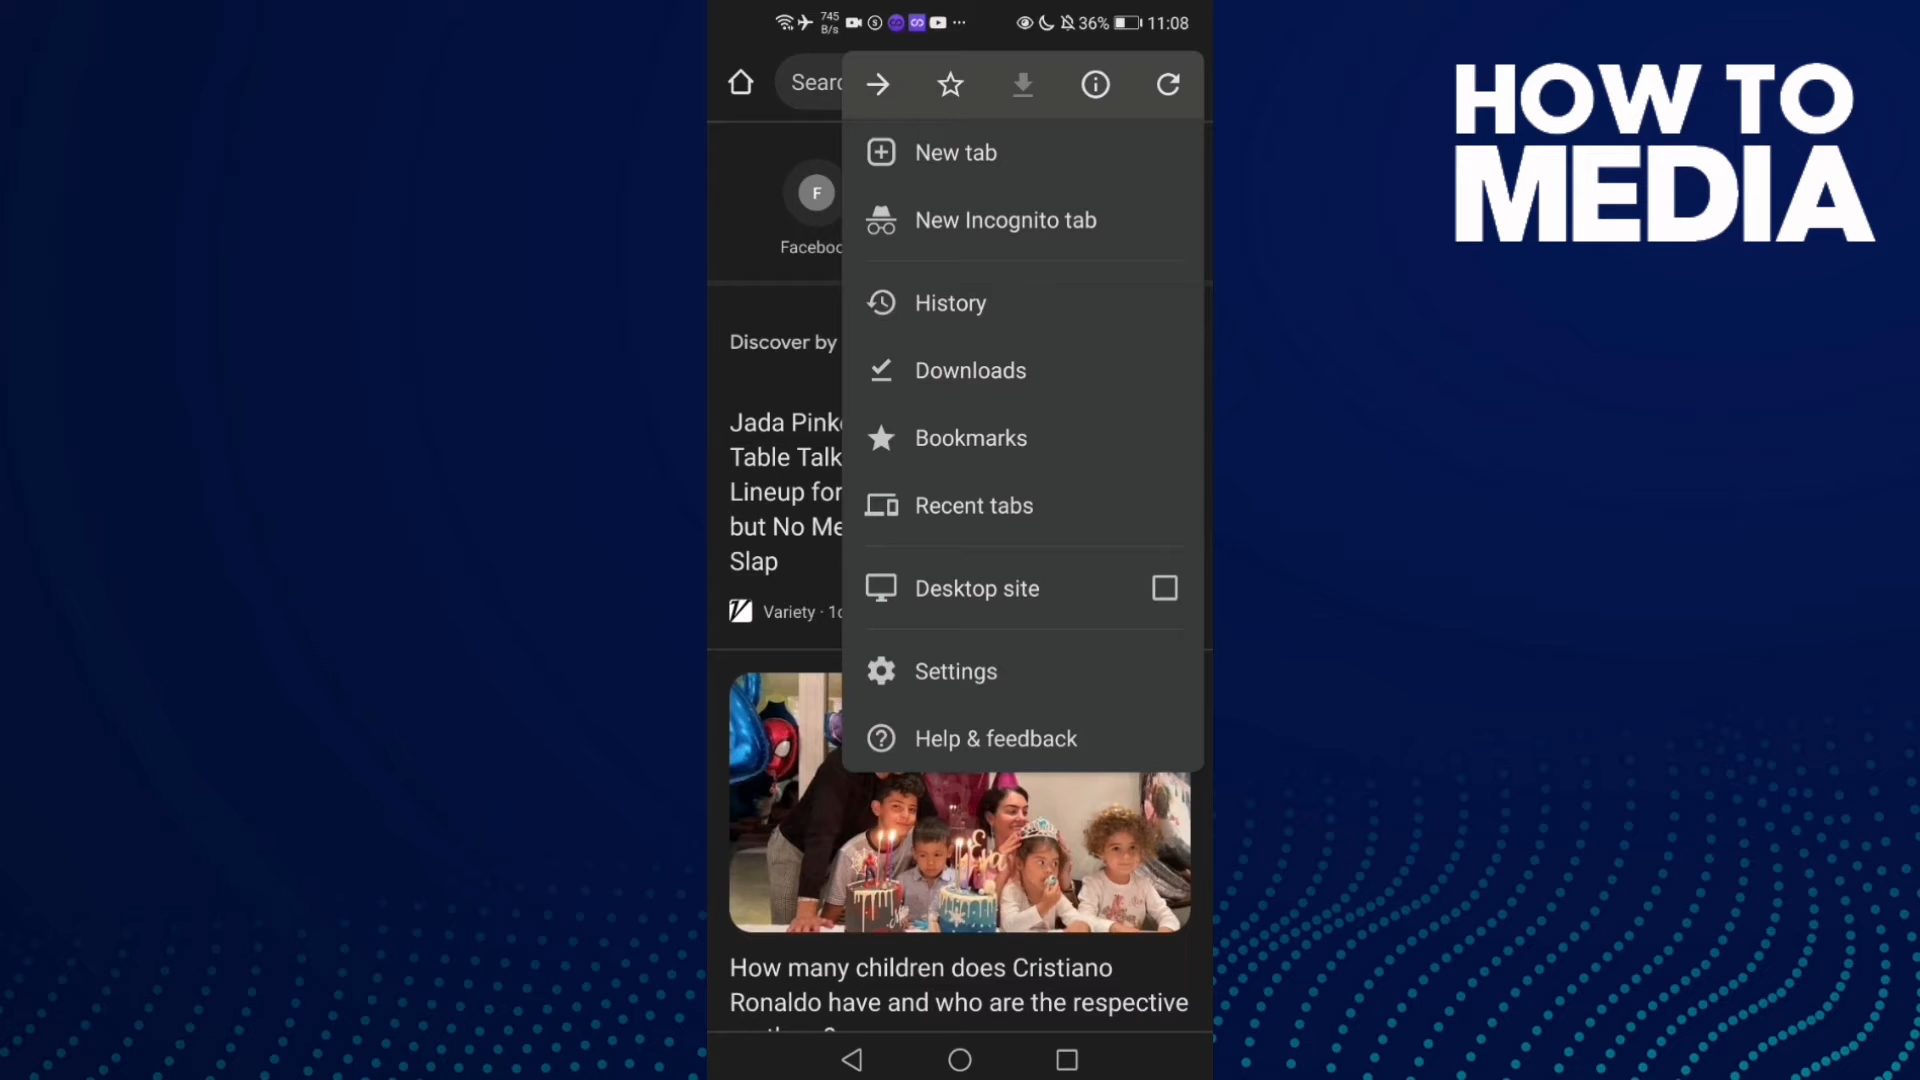 745
B/s
36%
11:08
HOW TO
MEDIA
Searc
New tab
New Incognito tab
F
Faceboo
History
Discover by
Downloads
Jada Pink
Table Talk
Lineup for
but No Me
Slap
Bookmarks
Recent tabs
Desktop site
Variety · 1d
Settings
Help & feedback
How many children does Cristiano
Ronaldo have and who are the respective